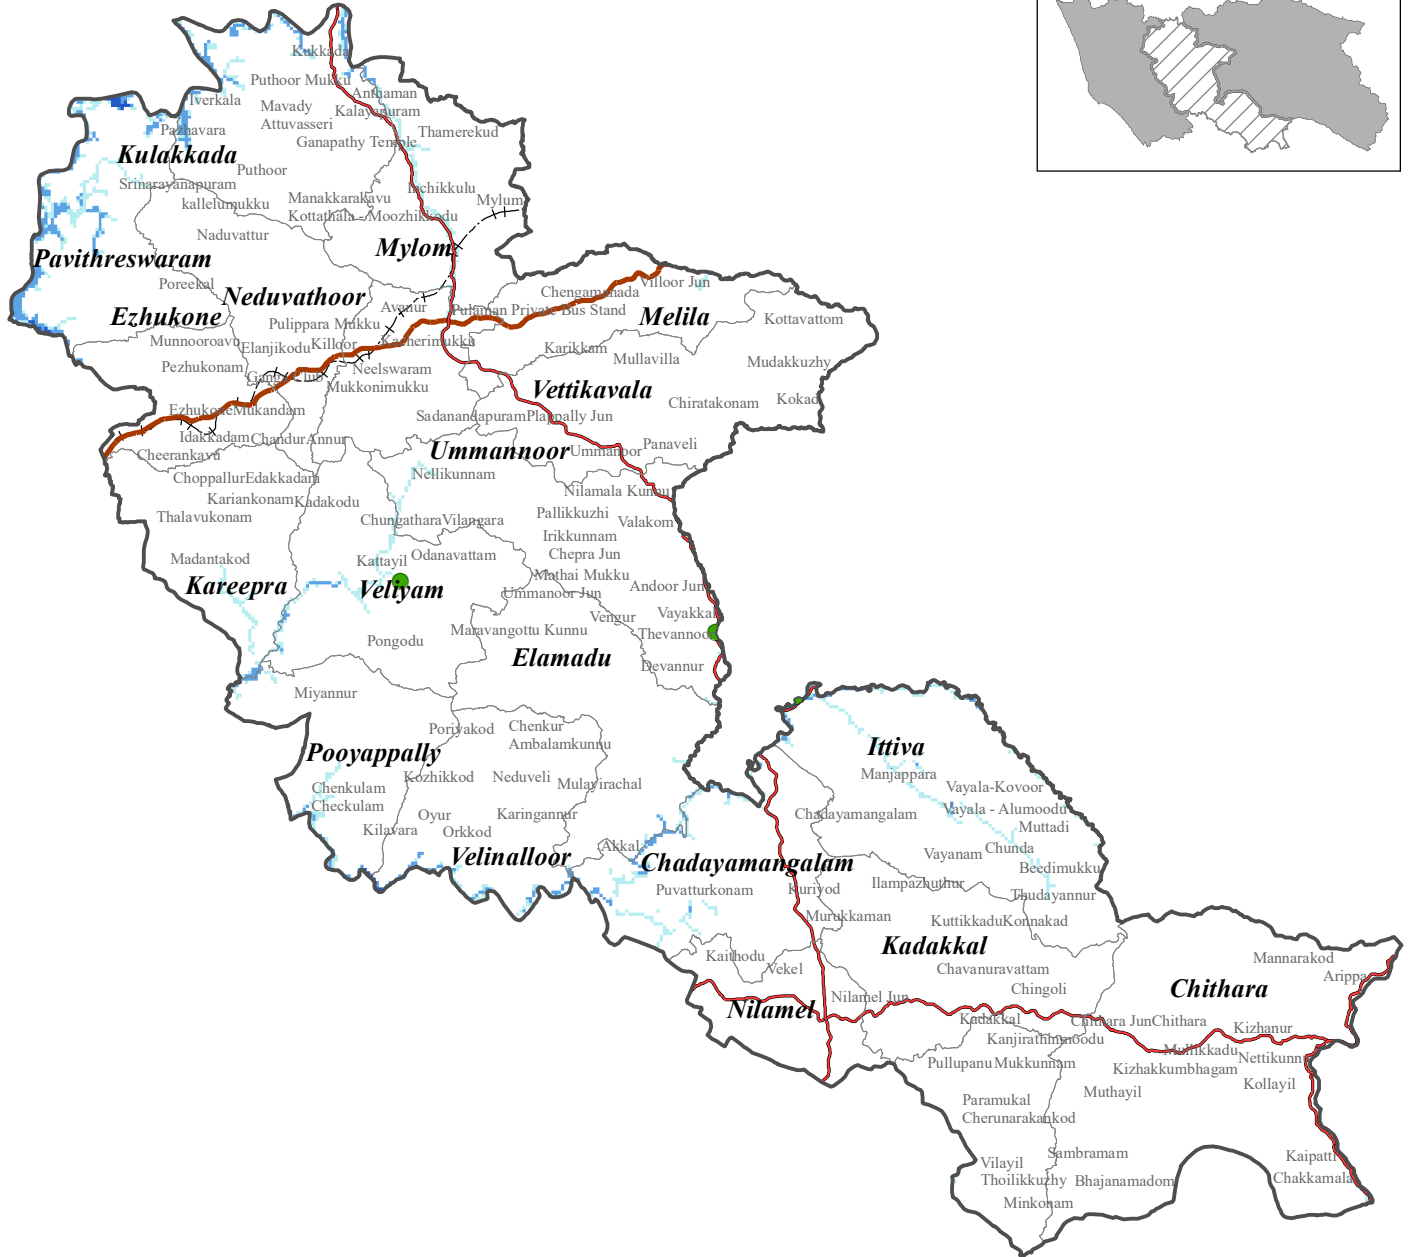 Kukkada
Puthoor Mukku
Anthaman
Iverkala
Mavady
Kalayapuram
Attuvasseri
Pazhavara
Thamerekud
Ganapathy Temple
Kulakkada
Puthoor
Srinarayanapuram
Inchikkulu
kallelumukku
Manakkarakavu
Mylum
Kottathala - Moozhikkodu
Naduvattur
Mylom
Pavithreswaram
Poreekal
Villoor Jun
Neduvathoor
Chengamanada
Avanur
Pulaman Private Bus Stand
Ezhukone
Melila
Kottavattom
Pulippara Mukku
Munnooroavu
Elanjikodu
Killoor
Kacherimukku
Karikkam
Mullavilla
Mudakkuzhy
Pezhukonam
Ganga Club
Neelswaram
Mukkonimukku
Vettikavala
Kokad
Chiratakonam
Ezhukone
Mukandam
Sadanandapuram
Plappally Jun
Idakkadam
Chandur
Annur
Panaveli
Ummannoor
Ummanoor
Cheerankavu
Nellikunnam
Choppallur
Edakkadam
Nilamala Kunnu
Kariankonam
Kadakodu
Thalavukonam
Chungathara
Vilangara
Pallikkuzhi
Valakom
Irikkunnam
Madantakod
Kattayil
Odanavattam
Chepra Jun
Mathai Mukku
Kareepra
Veliyam
Ummanoor Jun
Andoor Jun
Vengur
Vayakkal
Pongodu
Maravangottu Kunnu
Thevannoo
Elamadu
Devannur
Miyannur
Poriyakod
Chenkur
Ambalamkunnu
Pooyappally
Ittiva
Manjappara
Kozhikkod
Neduveli
Mulayirachal
Chenkulam
Vayala-Kovoor
Checkulam
Vayala - Alumoodu
Oyur
Karingannur
Chadayamangalam
Kilavara
Orkkod
Muttadi
Akkal
Vayanam
Chunda
Velinalloor
Chadayamangalam
Beedimukku
Puvatturkonam
Kuriyod
Ilampazhuthur
Thudayannur
Murukkaman
Kuttikkadu
Konnakad
Kadakkal
Kaithodu
Vekel
Chavanuravattam
Mannarakod
Arippa
Chingoli
Chithara
Nilamel Jun
Nilamel
Kadakkal
Chithara Jun
Chithara
Kizhanur
Kanjirathinmoodu
Mullikkadu
Nettikunnu
Pullupanu
Mukkunnam
Kizhakkumbhagam
Kollayil
Muthayil
Paramukal
Cherunarakankod
Sambramam
Kaipatti
Vilayil
Thoilikkuzhy
Bhajanamadom
Chakkamala
Minkonam